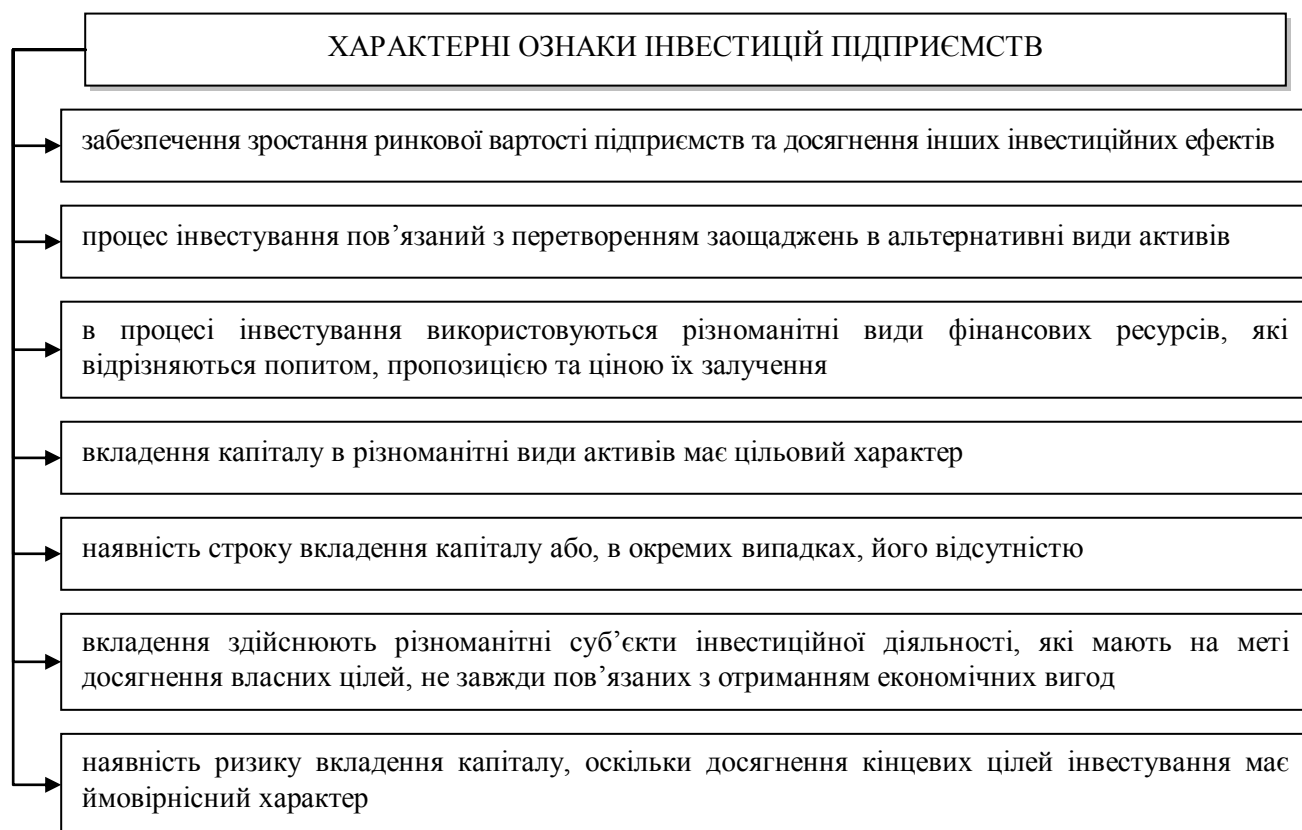 ХАРАКТЕРНІ ОЗНАКИ ІНВЕСТИЦІЙ ПІДПРИЄМСТВ
забезпечення зростання ринкової вартості підприємств та досягнення інших інвестиційних ефектів
процес інвестування пов’язаний з перетворенням заощаджень в альтернативні види активів
в процесі інвестування використовуються різноманітні види фінансових ресурсів, які
відрізняються попитом, пропозицією та ціною їх залучення
вкладення капіталу в різноманітні види активів має цільовий характер
наявність строку вкладення капіталу або, в окремих випадках, його відсутністю
вкладення здійснюють різноманітні суб’єкти інвестиційної діяльності, які мають на меті
досягнення власних цілей, не завжди пов’язаних з отриманням економічних вигод
наявність ризику вкладення капіталу, оскільки досягнення кінцевих цілей інвестування має
ймовірнісний характер